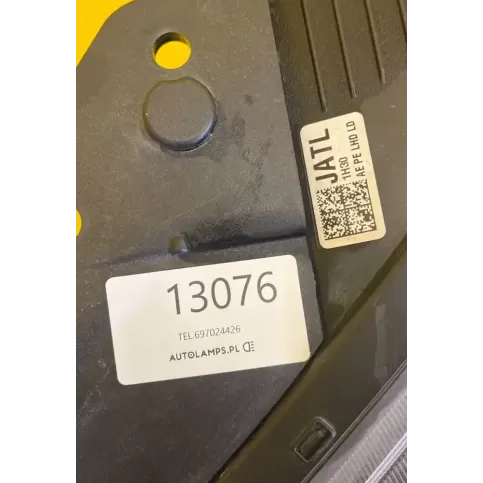 JATL
1H30
AE PE LHD LD
13076
TEL.697024426
AUTOLAMPS.PL